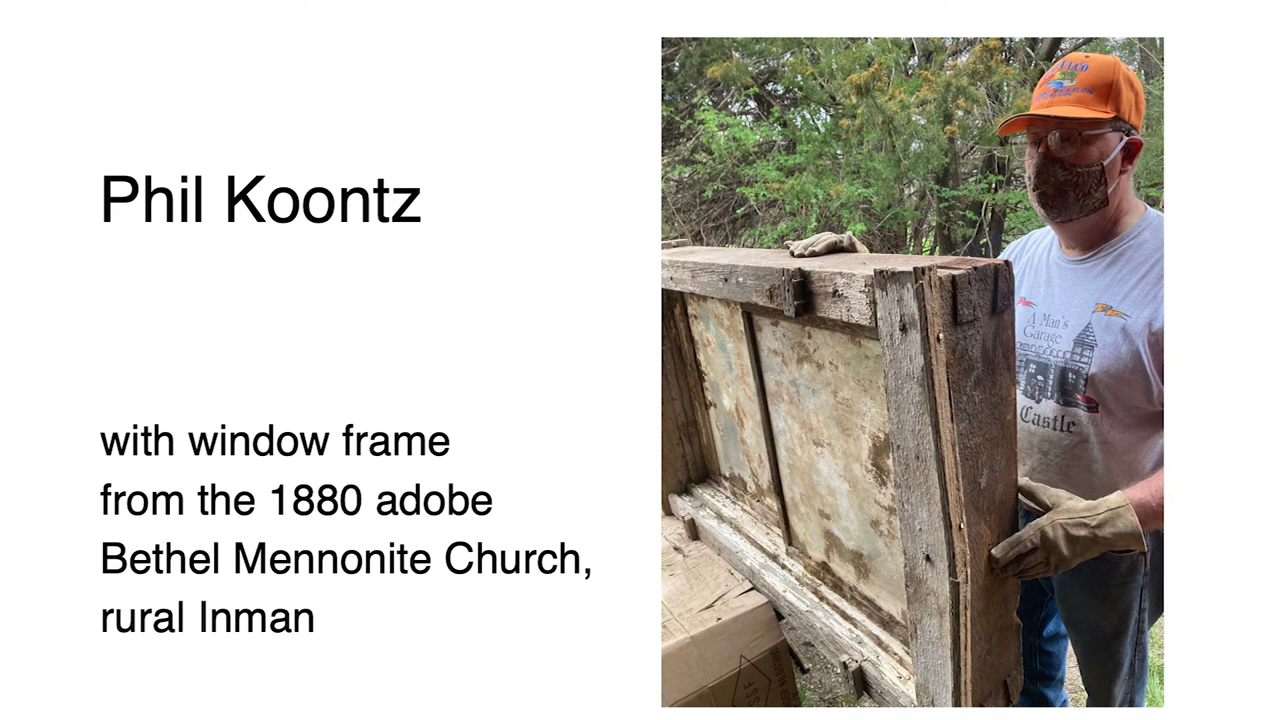 Phil Koontz
with window frame
from the 1880 adobe
Bethel Mennonite Church,
rural Inman
A Man's
Garage
Castle